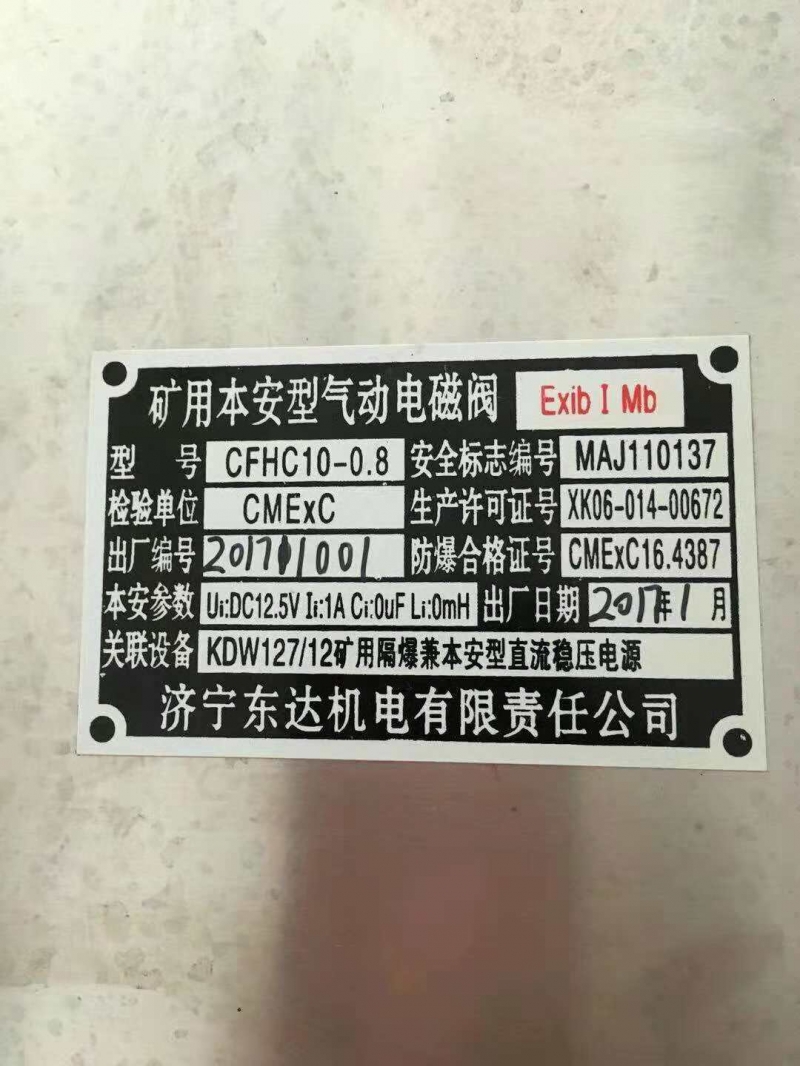 矿用本安型气动电磁阀 Exib I Mb
型 号 CFHC10-0.8 安全标志编号 MAJ110137
检验单位 CMExC 生产许可证号 XK06-014-00672
出厂编号 防爆合格证号 CMExC16.4387
本安参数 Ui:DC12.5V Ii:1A Ci:0uF Li:0mH 出厂日期 2017年1月
关联设备 KDW127/12矿用隔爆兼本安型直流稳压电源
济宁东达机电有限责任公司